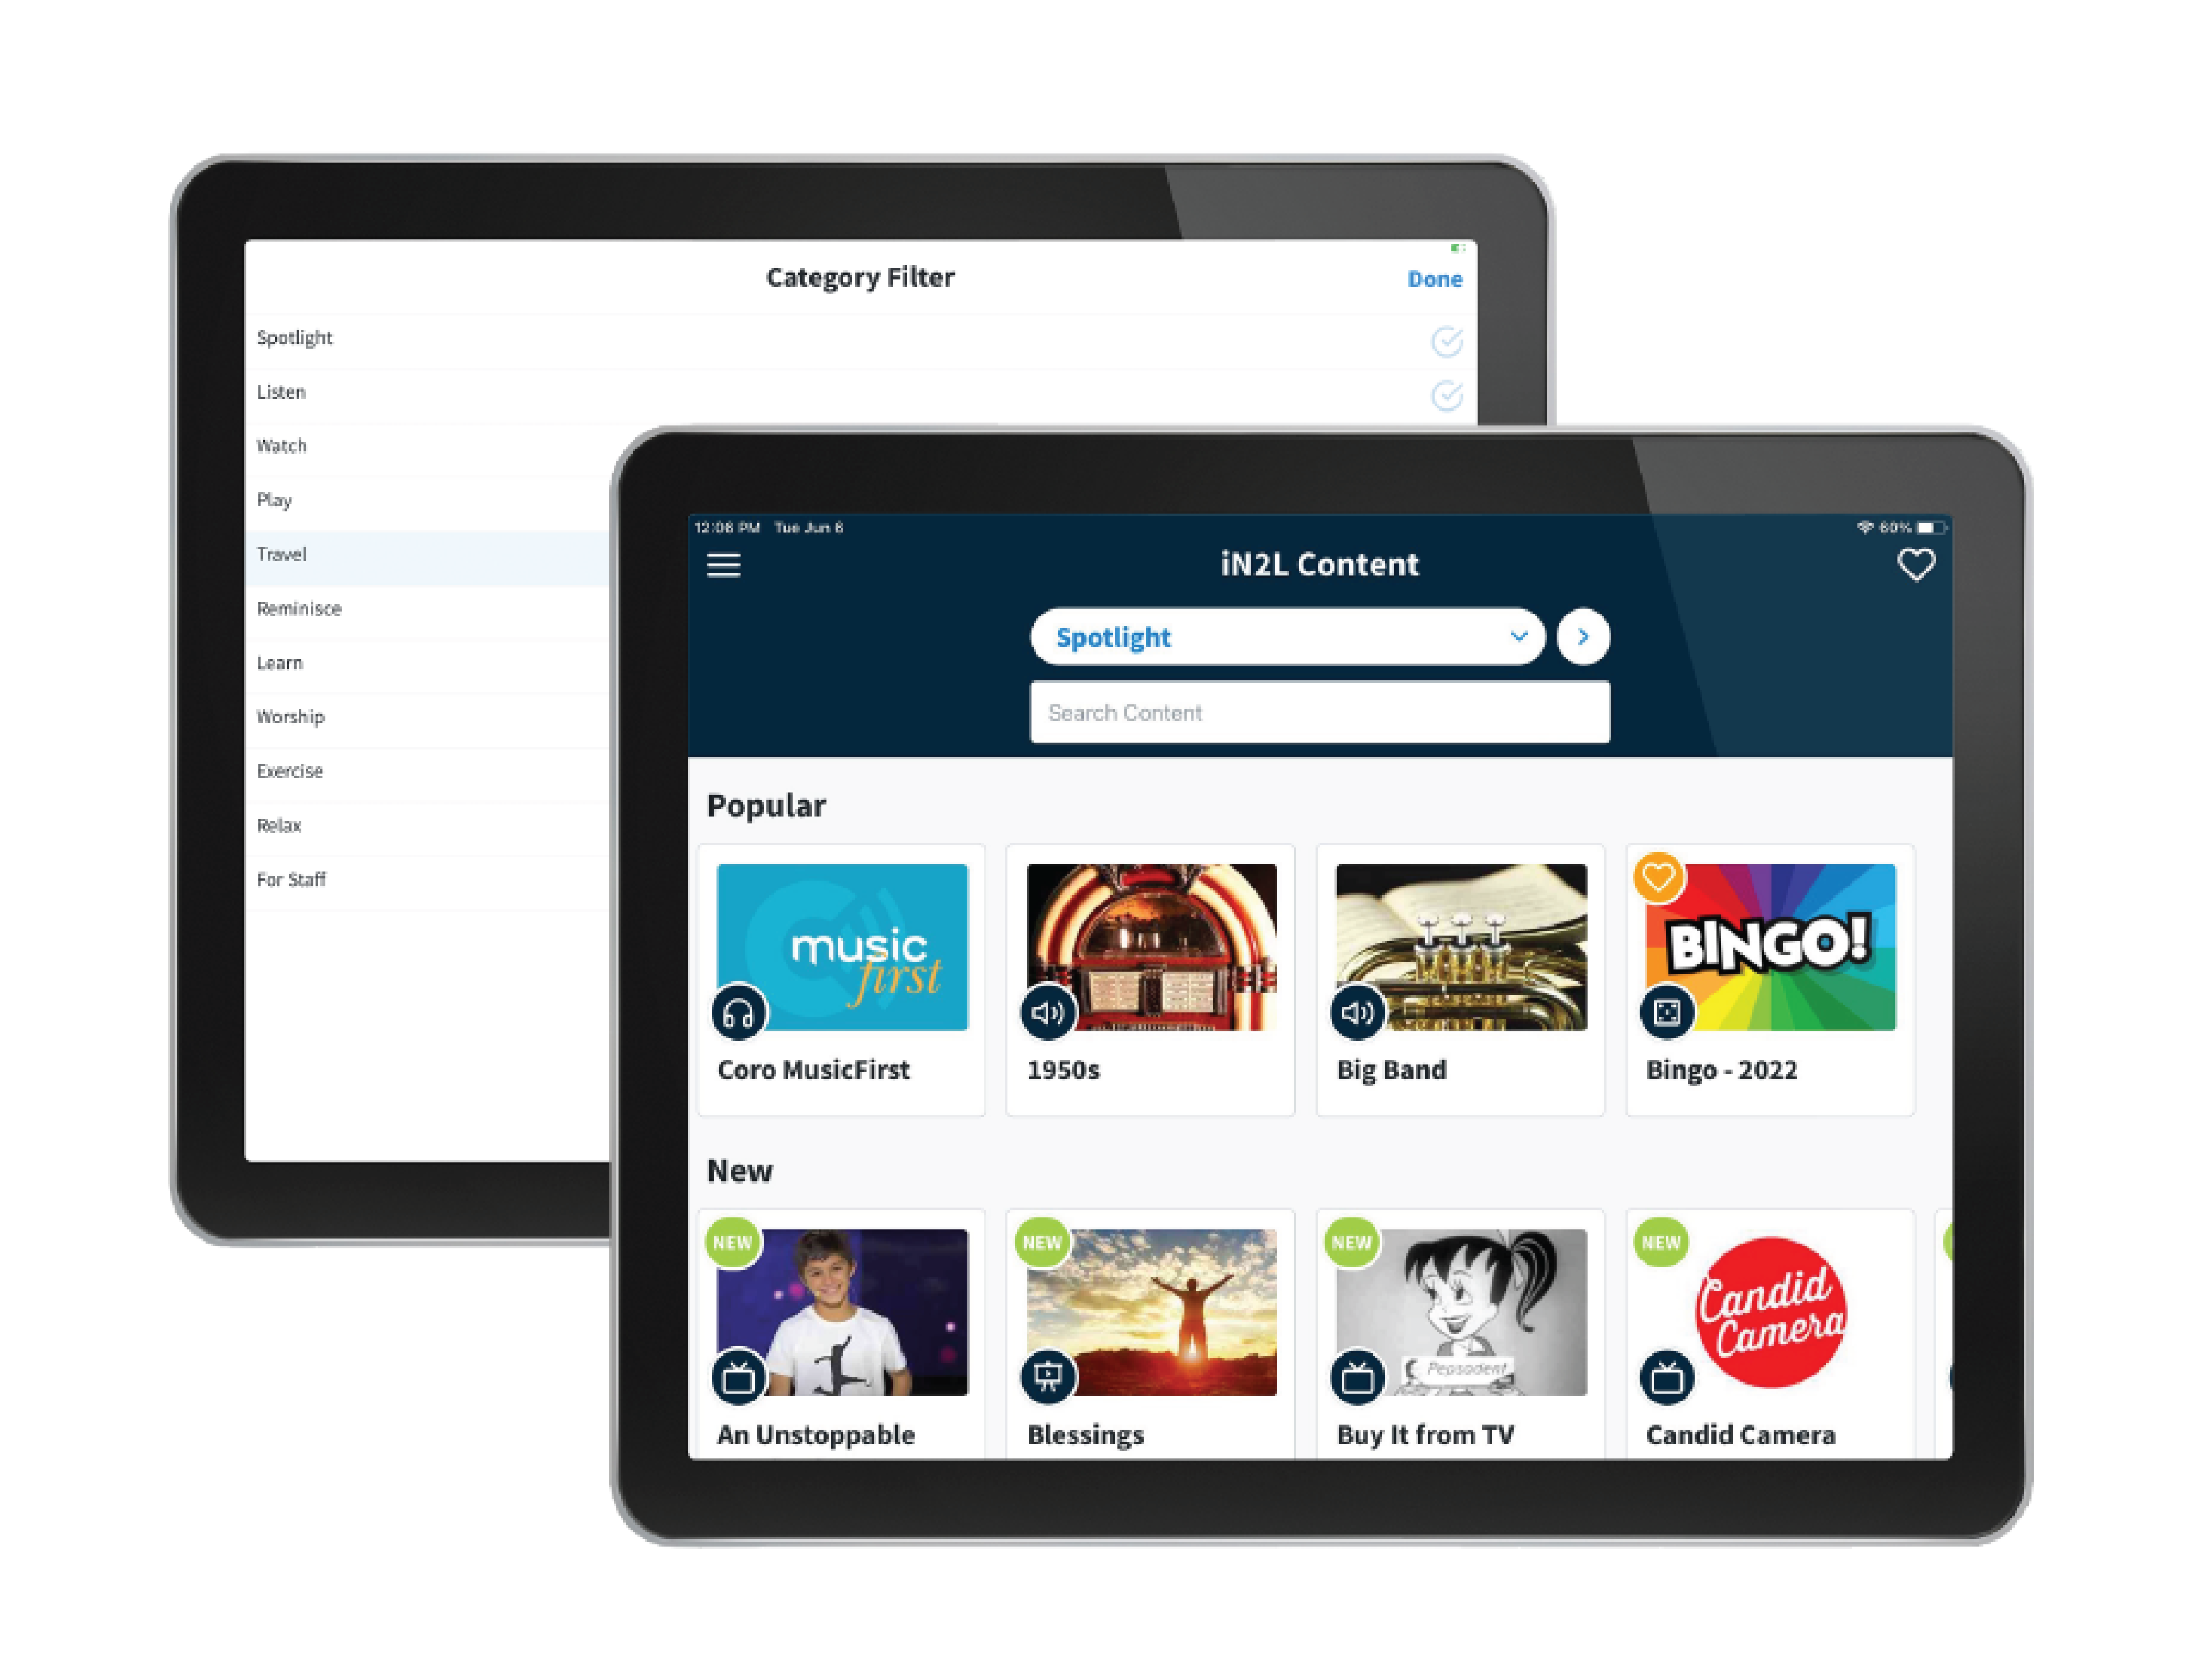 Category Filter
Done
Spotlight
Listen
Watch
Play
Travel
Reminisce
Learn
Worship
Exercise
Relax
For Staff
12:06 PM Tue Jun 6
60%
iN2L Content
Spotlight
Search Content
Popular
music
first
BINGO!
Coro MusicFirst
1950s
Big Band
Bingo - 2022
New
NEW
NEW
NEW
NEW
Pepsodent
Candid
Camera
An Unstoppable
Blessings
Buy It from TV
Candid Camera